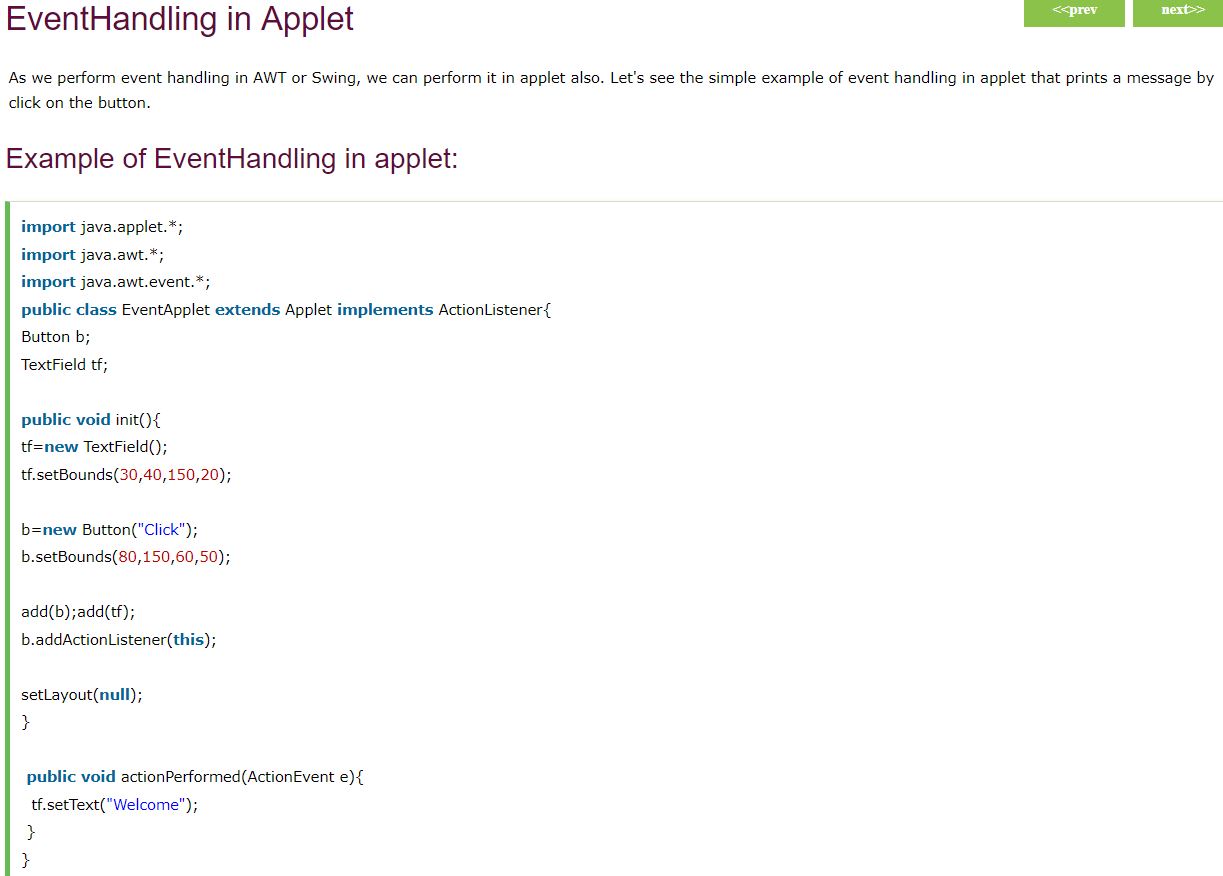 EventHandling in Applet
<<prev
next>>
As we perform event handling in AWT or Swing, we can perform it in applet also. Let's see the simple example of event handling in applet that prints a message by
click on the button.
Example of EventHandling in applet:
import java.applet.*;
import java.awt.*;
import java.awt.event.*;
public class EventApplet extends Applet implements ActionListener{
Button b;
TextField tf;
public void init(){
tf=new TextField();
tf.setBounds(30,40,150,20);
b=new Button("Click");
b.setBounds(80,150,60,50);
add(b);add(tf);
b.addActionListener(this);
setLayout(null);
}
public void actionPerformed(ActionEvent e){
tf.setText("Welcome");
}
}